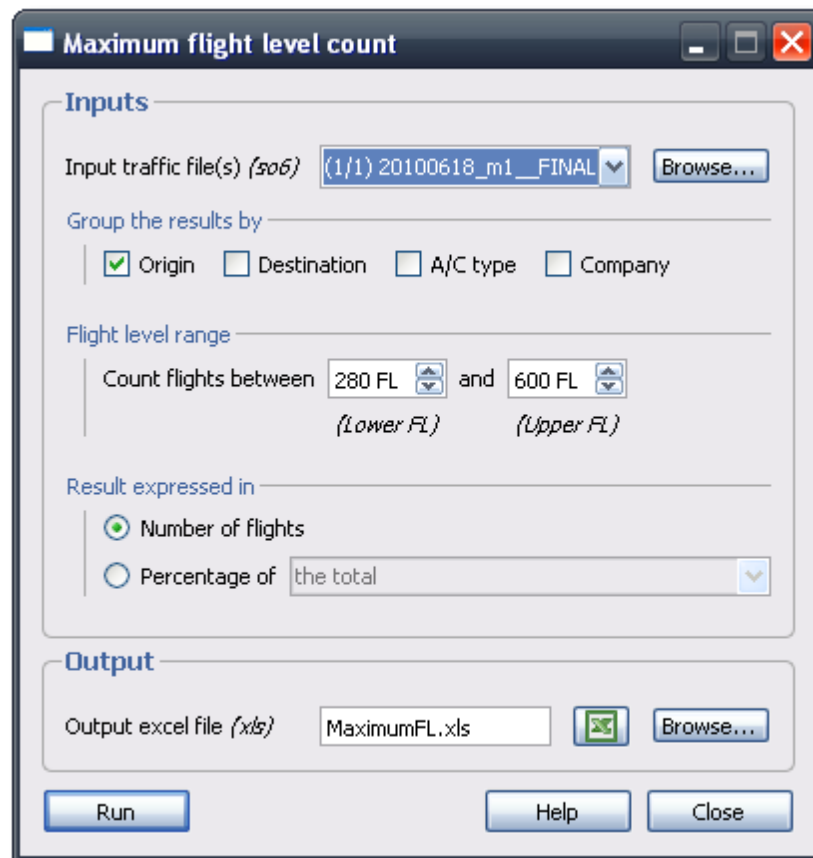 Maximum flight level count
Inputs
Input traffic file(s) (so6) (1/1) 20100618_m1__FINAL Browse...
Group the results by
Origin Destination A/C type Company
Flight level range
Count flights between 280 FL and 600 FL
(Lower FL) (Upper FL)
Result expressed in
Number of flights
Percentage of the total
Output
Output excel file (xls) MaximumFL.xls Browse...
Run Help Close